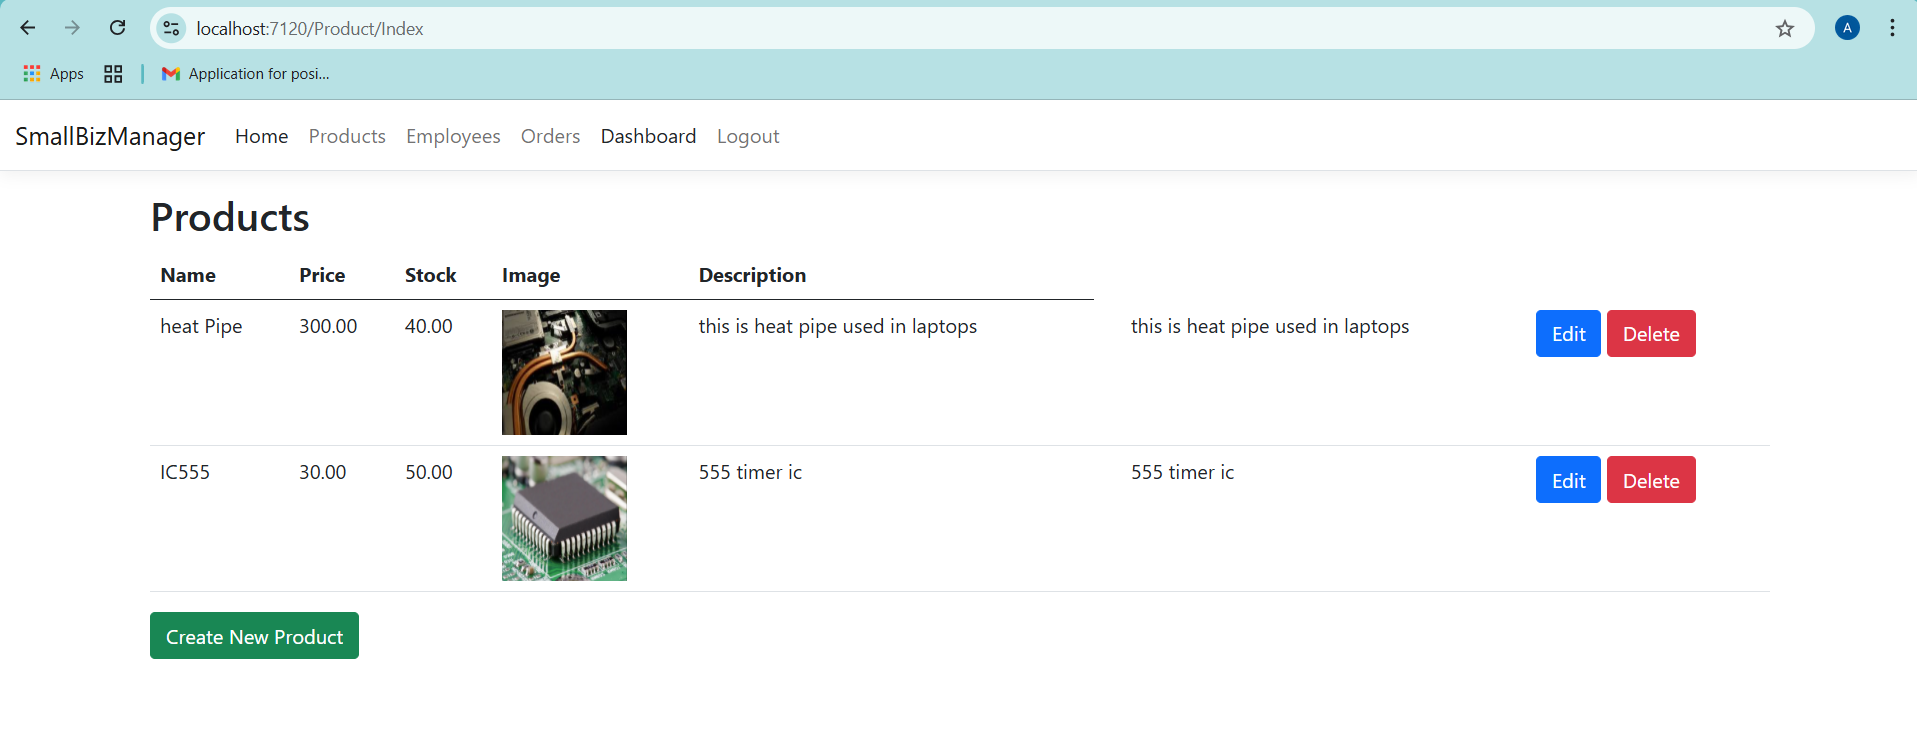 localhost:7120/Product/Index
A
Apps
Application for posi...
SmallBizManager Home Products Employees Orders Dashboard Logout
Products
Name Price Stock Image Description
heat Pipe 300.00 40.00 this is heat pipe used in laptops this is heat pipe used in laptops Edit Delete
IC555 30.00 50.00 555 timer ic 555 timer ic Edit Delete
Create New Product